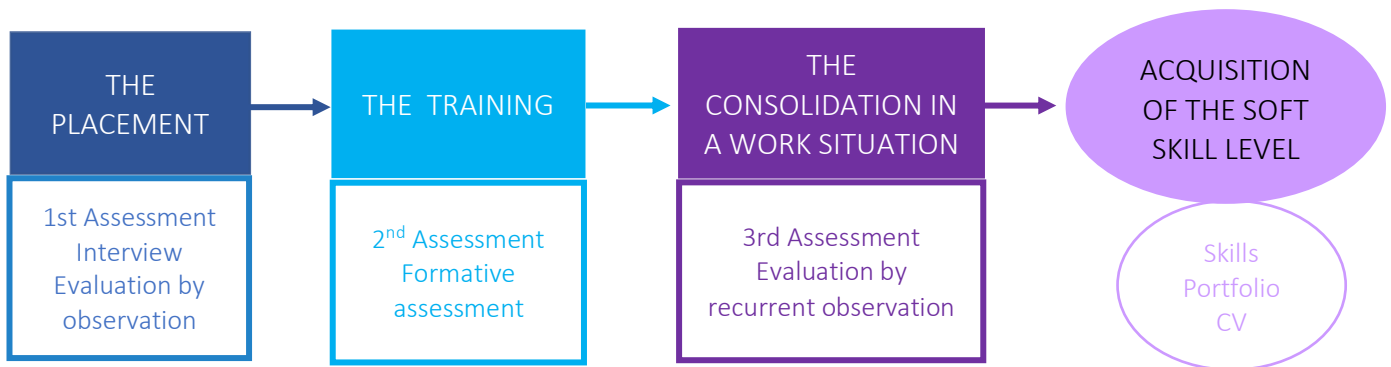 THE
PLACEMENT
1st Assessment
Interview
Evaluation by
observation
THE TRAINING
2nd Assessment
Formative
assessment
THE
CONSOLIDATION IN
A WORK SITUATION
3rd Assessment
Evaluation by
recurrent observation
ACQUISITION
OF THE SOFT
SKILL LEVEL
Skills
Portfolio
CV